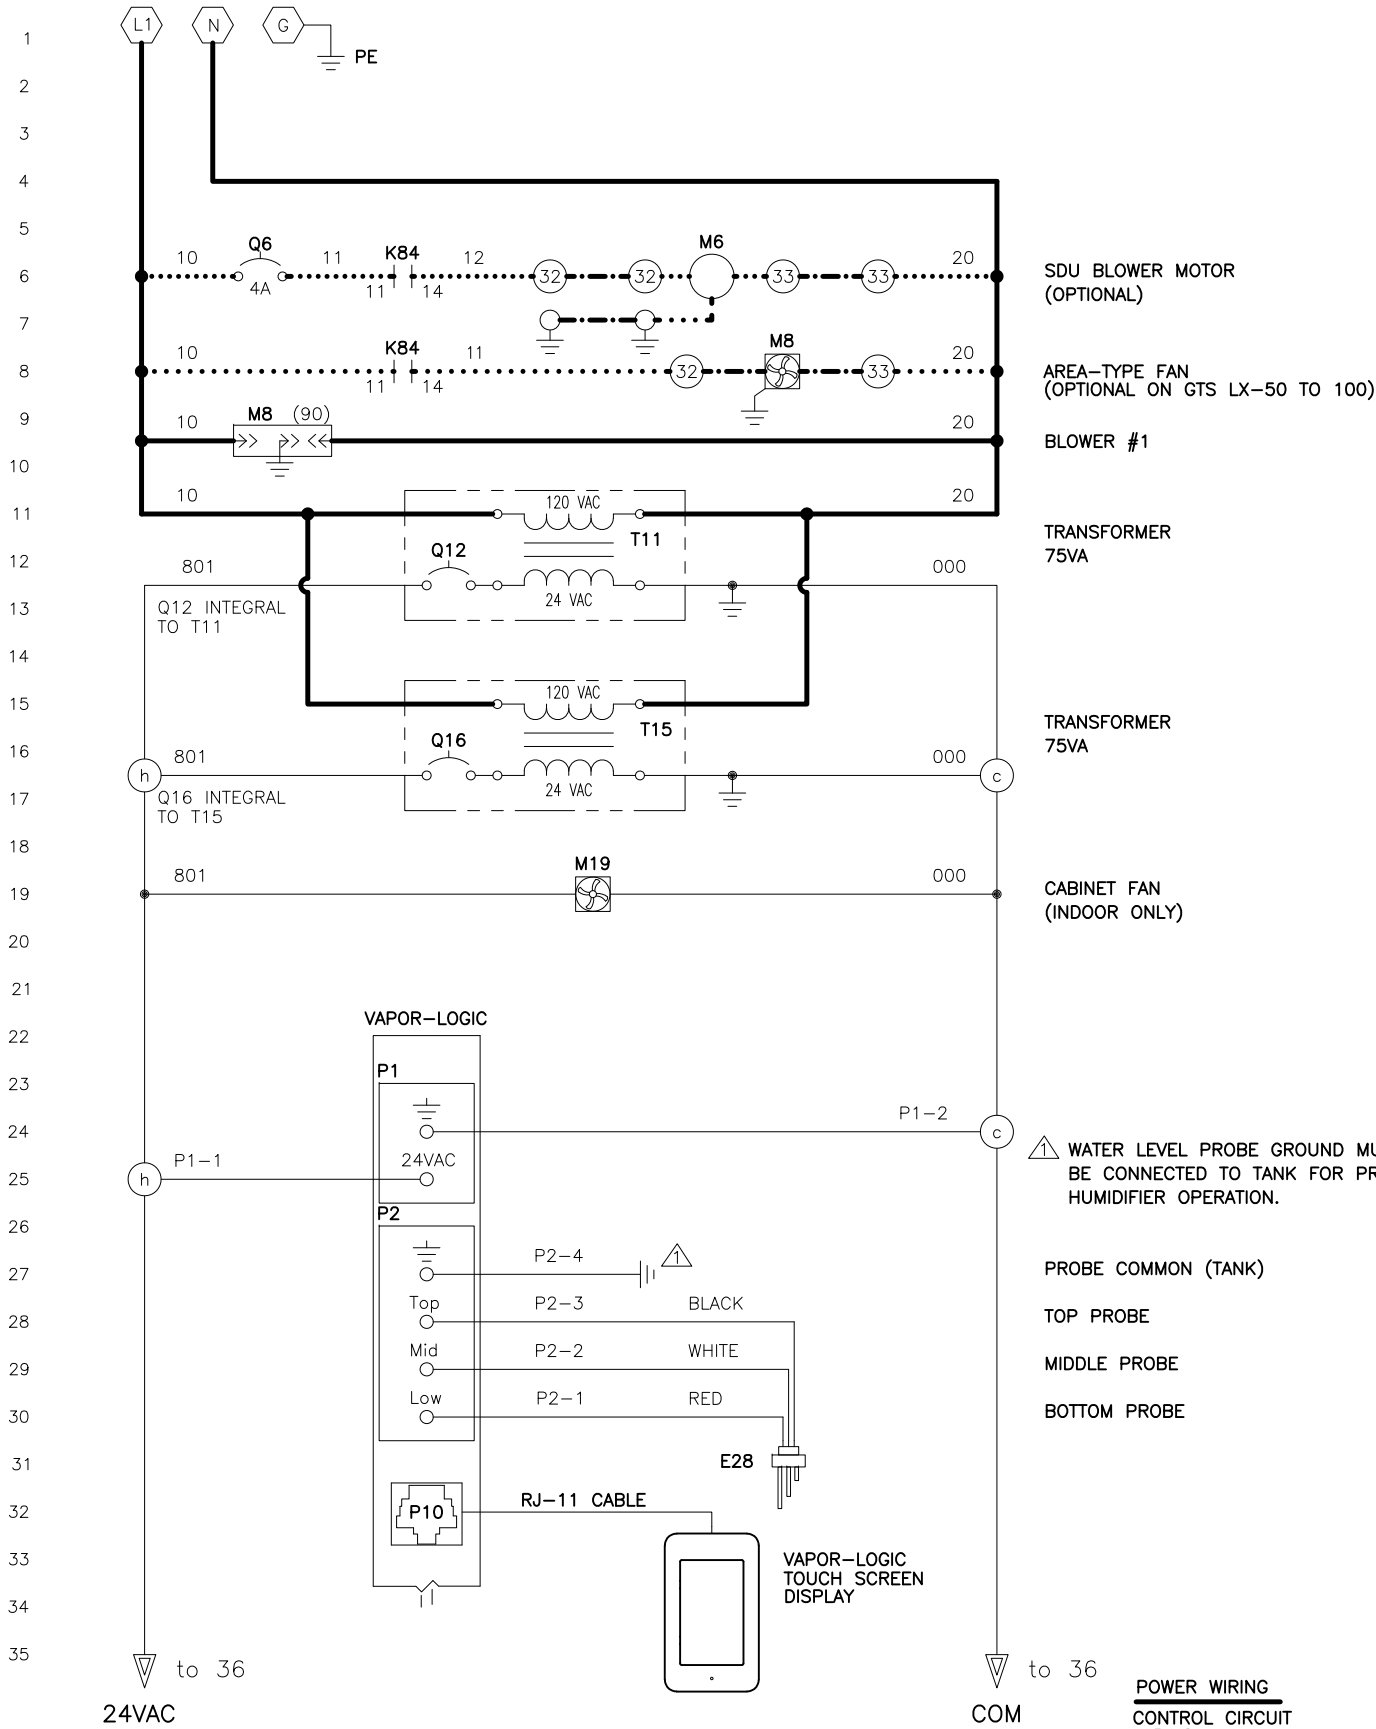 1
L1 N G
PE
2
3
4
5
6
10 Q6 4A 11 K84 11 14 12 32 32 M6 33 33 20
SDU BLOWER MOTOR
(OPTIONAL)
7
8
10 K84 11 14 11 32 M8 33 20
AREA-TYPE FAN
(OPTIONAL ON GTS LX-50 TO 100)
9
10 M8 (90) 20
BLOWER #1
10
11
10 120 VAC 20
T11
TRANSFORMER
75VA
12
801 Q12 24 VAC 000
13
Q12 INTEGRAL
TO T11
14
15
120 VAC
T15
TRANSFORMER
75VA
16
h 801 Q16 24 VAC 000 c
17
Q16 INTEGRAL
TO T15
18
M19
19
801 000
CABINET FAN
(INDOOR ONLY)
20
21
22
VAPOR-LOGIC
23
P1
24
P1-2 c
25
h P1-1 24VAC
1 WATER LEVEL PROBE GROUND
BE CONNECTED TO TANK FOR
HUMIDIFIER OPERATION.
26
P2
27
P2-4 1
PROBE COMMON (TANK)
28
Top P2-3 BLACK
TOP PROBE
29
Mid P2-2 WHITE
MIDDLE PROBE
30
Low P2-1 RED
BOTTOM PROBE
31
E28
32
P10 RJ-11 CABLE
33
VAPOR-LOGIC
TOUCH SCREEN
DISPLAY
34
35
to 36
24VAC
to 36
COM
POWER WIRING
CONTROL CIRCUIT